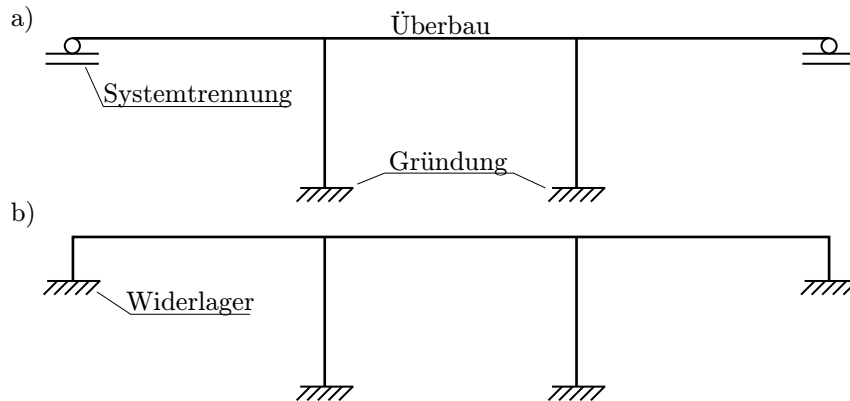 a)
Überbau
Systemtrennung
Gründung
b)
Widerlager